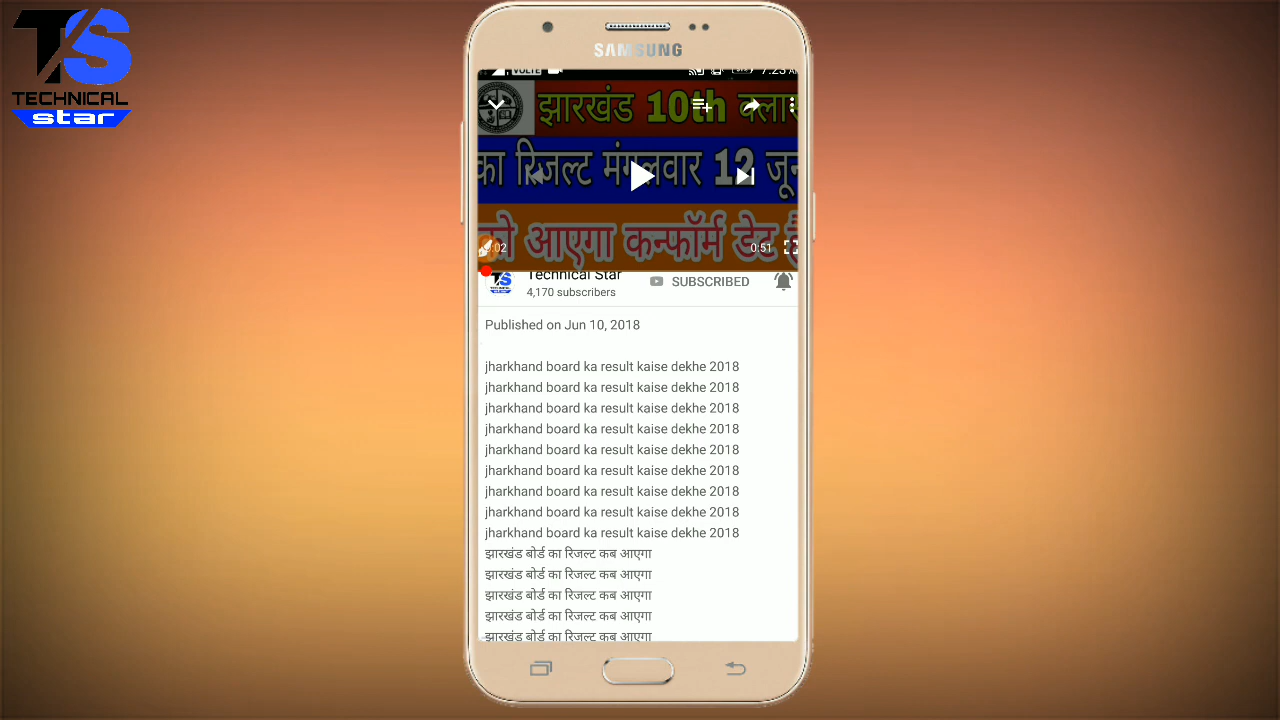 TS
TECHNICAL
star
SAMSUNG
VOLTE
7:23 A
झारखंड 10th क्लास
का रिजल्ट मंगलवार 12 जून
को आएगा कन्फॉर्म डेट है
:02
0:51
Technical Star
4,170 subscribers
SUBSCRIBED
Published on Jun 10, 2018
jharkhand board ka result kaise dekhe 2018
jharkhand board ka result kaise dekhe 2018
jharkhand board ka result kaise dekhe 2018
jharkhand board ka result kaise dekhe 2018
jharkhand board ka result kaise dekhe 2018
jharkhand board ka result kaise dekhe 2018
jharkhand board ka result kaise dekhe 2018
jharkhand board ka result kaise dekhe 2018
jharkhand board ka result kaise dekhe 2018
झारखंड बोर्ड का रिजल्ट कब आएगा
झारखंड बोर्ड का रिजल्ट कब आएगा
झारखंड बोर्ड का रिजल्ट कब आएगा
झारखंड बोर्ड का रिजल्ट कब आएगा
झारखंड बोर्ड का रिजल्ट कब आएगा